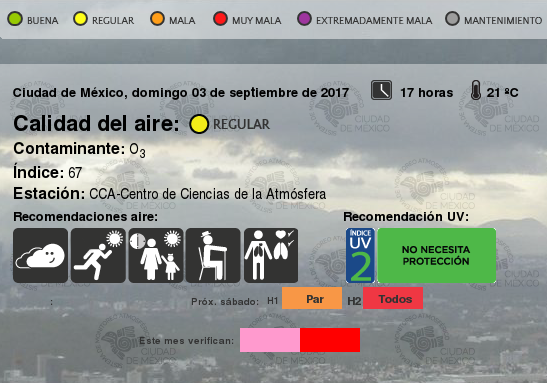 BUENA REGULAR MALA MUY MALA EXTREMADAMENTE MALA MANTENIMIENTO
Ciudad de México, domingo 03 de septiembre de 2017 17 horas 21 ºC
Calidad del aire: REGULAR
Contaminante: O3
Índice: 67
Estación: CCA-Centro de Ciencias de la Atmósfera
Recomendaciones aire: Recomendación UV:
ÍNDICE
UV
2
NO NECESITA
PROTECCIÓN
: Próx. sábado: H1 Par H2 Todos
Este mes verifican:
CIUDAD
DE MÉXICO